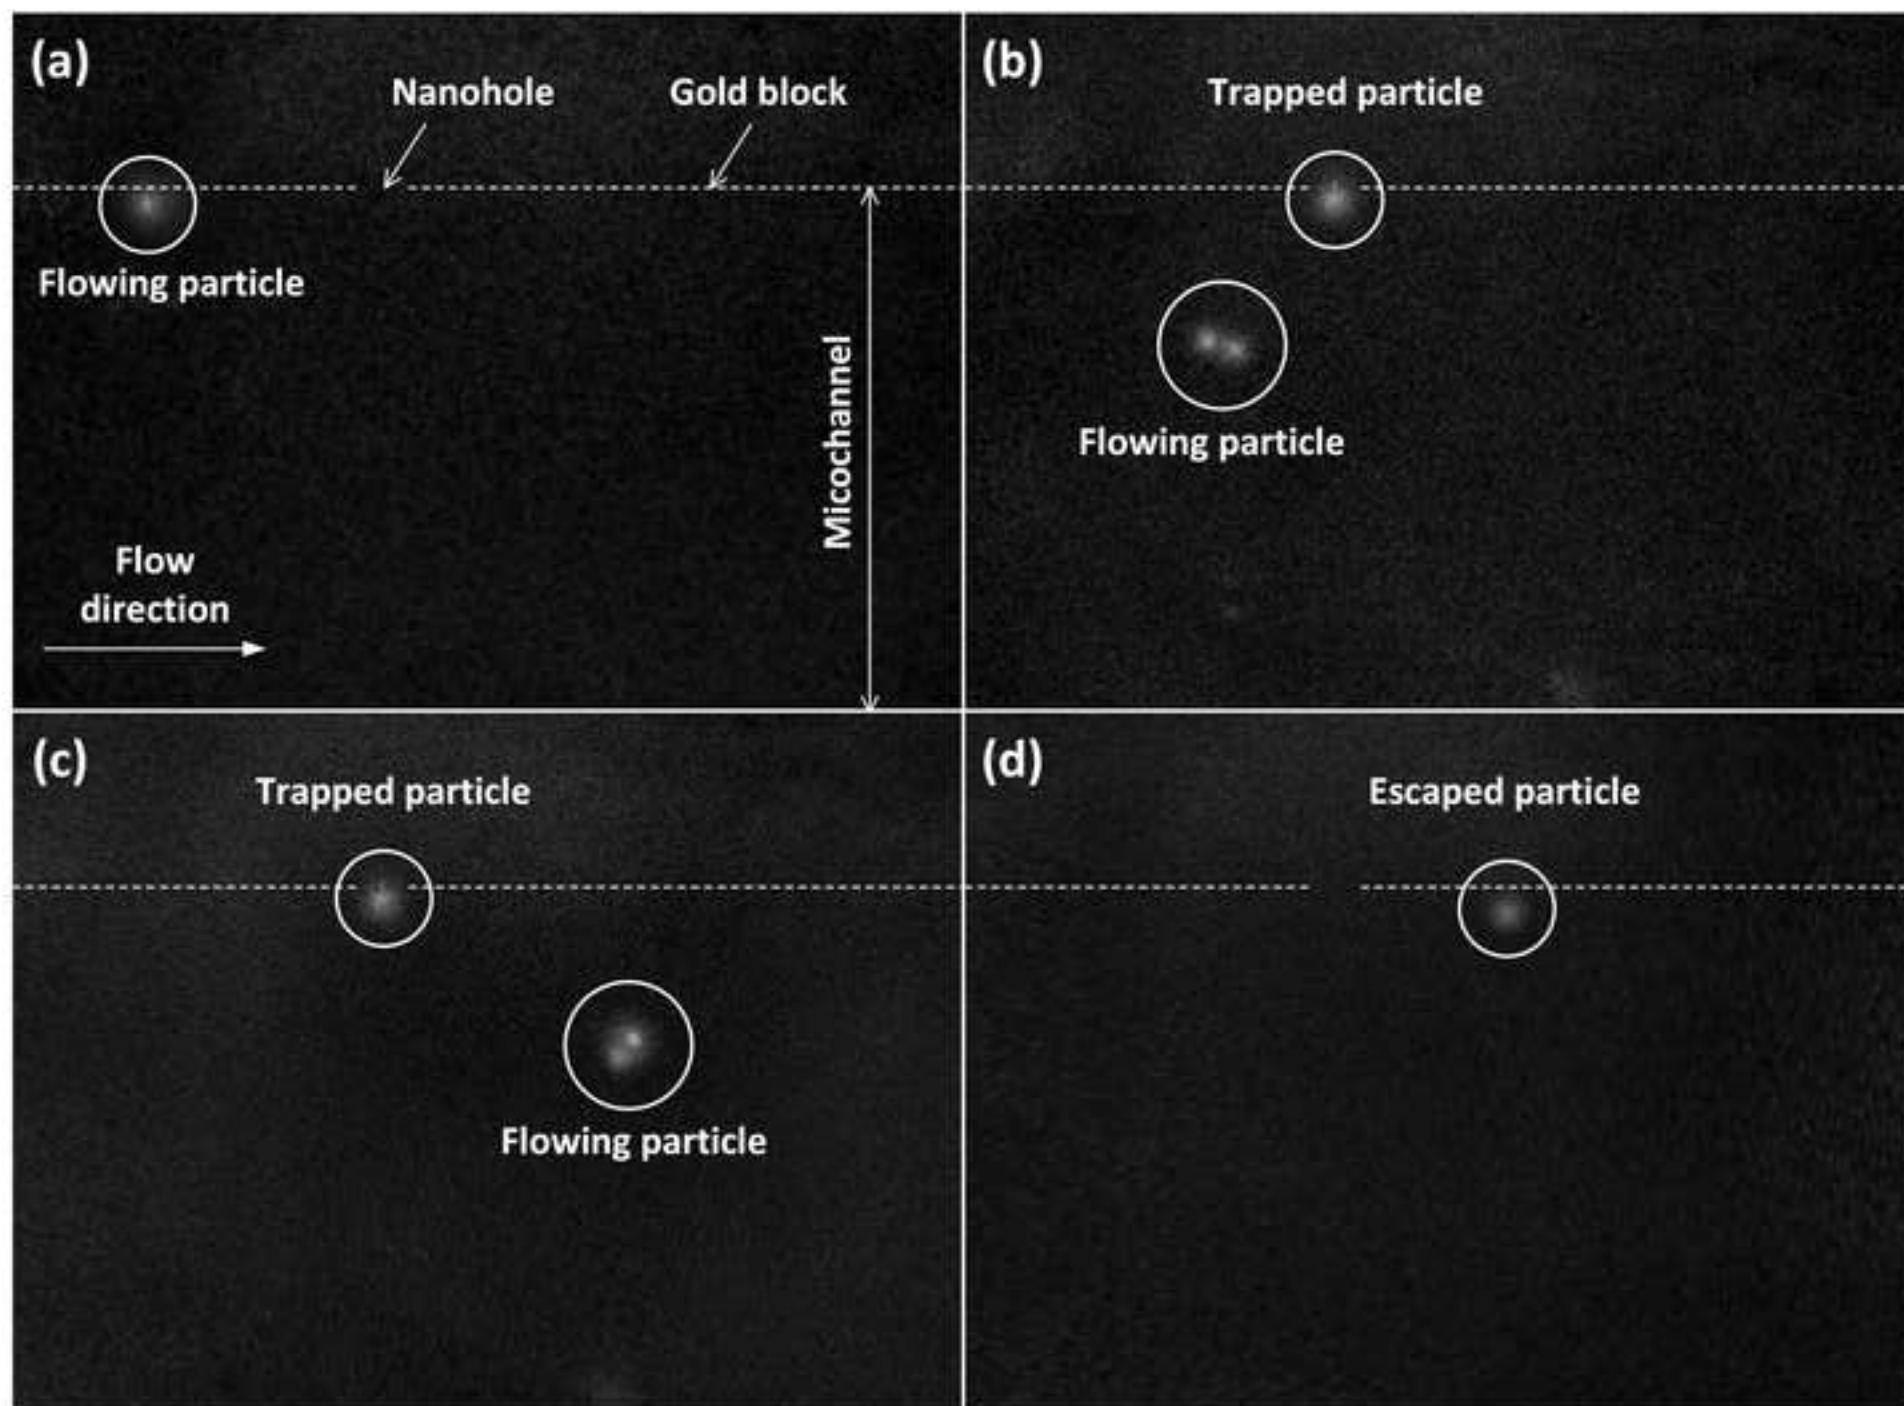 (a)
Nanohole
Gold block
Flowing particle
Micochannel
Flow
direction
(b)
Trapped particle
Flowing particle
(c)
Trapped particle
Flowing particle
(d)
Escaped particle